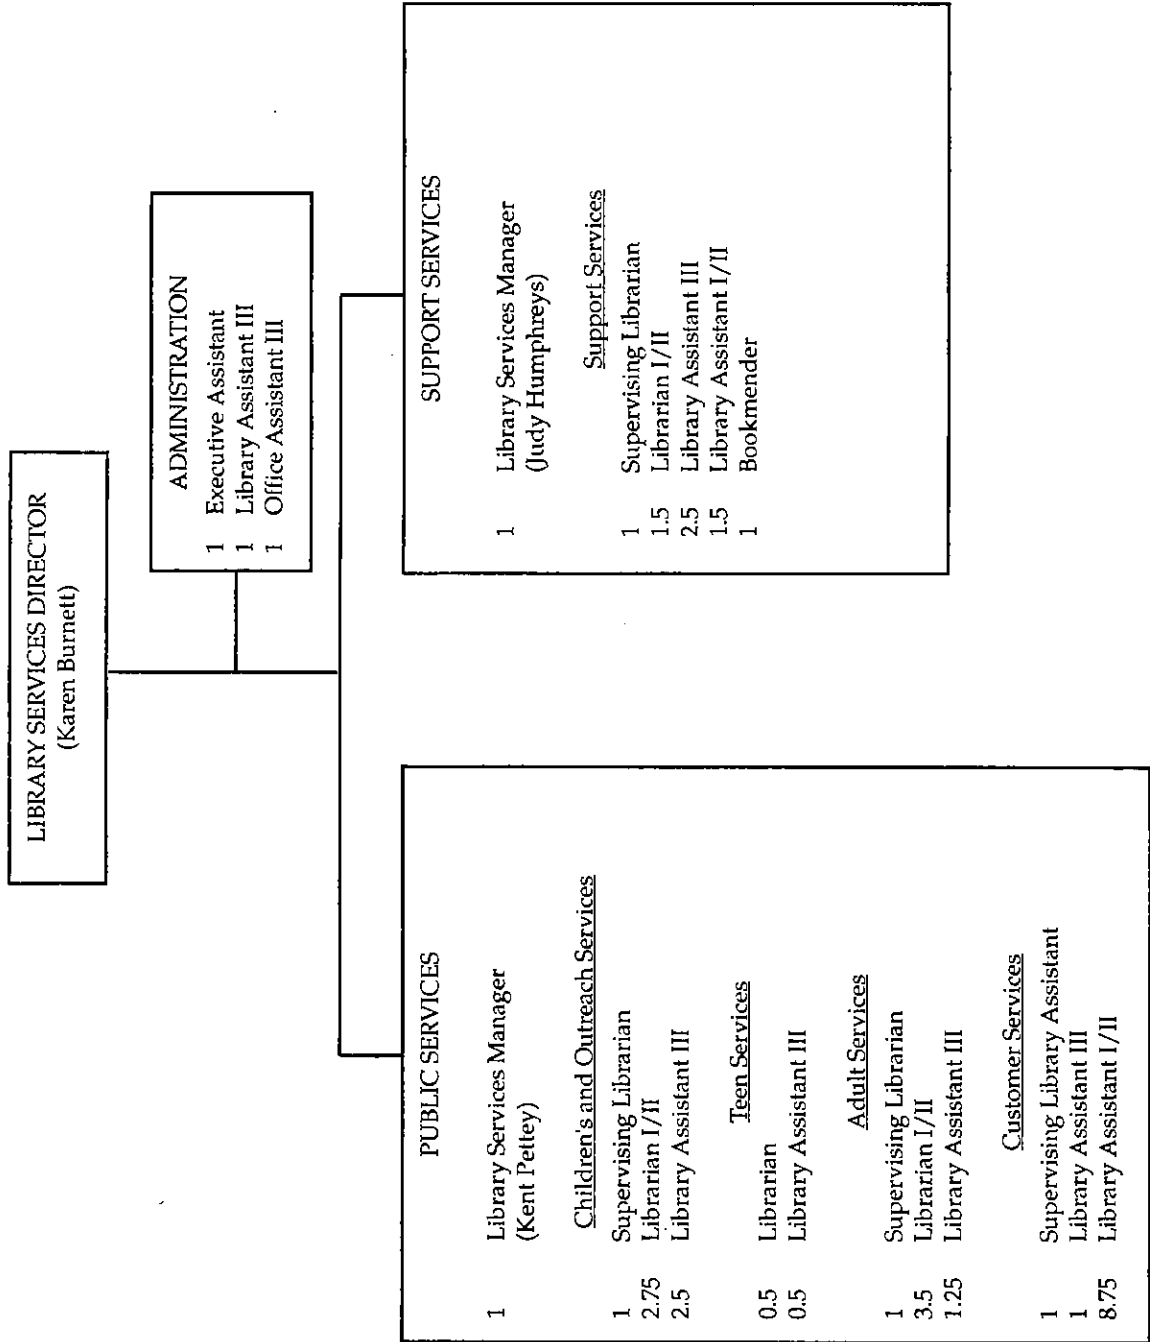 LIBRARY SERVICES DIRECTOR
(Karen Burnett)
ADMINISTRATION
1 Executive Assistant
1 Library Assistant III
1 Office Assistant III
PUBLIC SERVICES
1 Library Services Manager
(Kent Pettey)
Children's and Outreach Services
1 Supervising Librarian
2.75 Librarian I/II
2.5 Library Assistant III
Teen Services
0.5 Librarian
0.5 Library Assistant III
Adult Services
1 Supervising Librarian
3.5 Librarian I/II
1.25 Library Assistant III
Customer Services
1 Supervising Library Assistant
1 Library Assistant III
8.75 Library Assistant I/II
SUPPORT SERVICES
1 Library Services Manager
(Judy Humphreys)
Support Services
1 Supervising Librarian
1.5 Librarian I/II
2.5 Library Assistant III
1.5 Library Assistant I/II
1 Bookmender